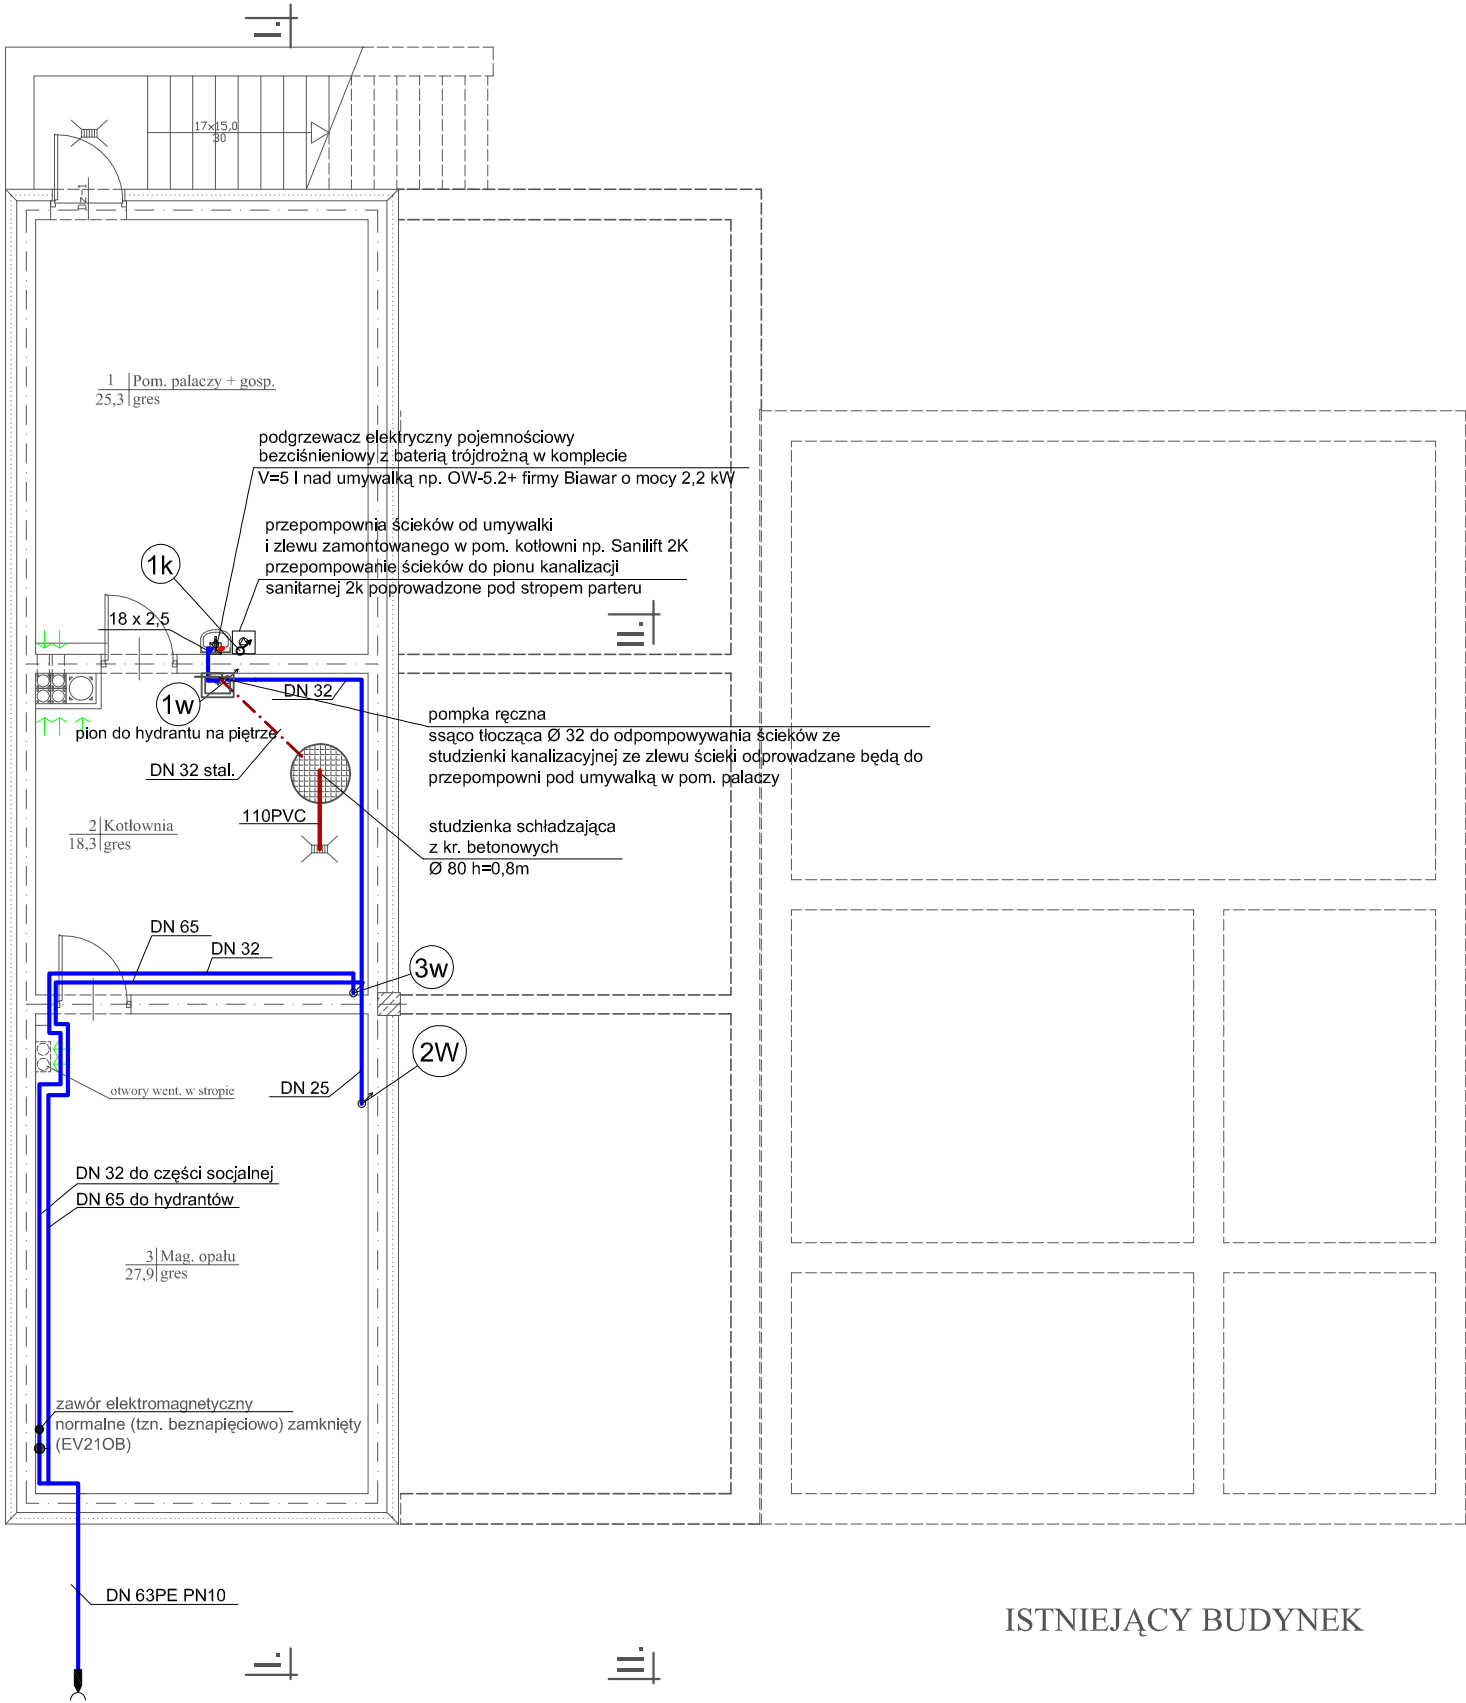 17×15,0
30
Dz-1
1 Pom. palaczy + gosp.
25,3 gres
podgrzewacz elektryczny pojemnościowy
bezciśnieniowy z baterią trójdrożną w komplecie
V=5 l nad umywalką np. OW-5.2+ firmy Biawar o mocy 2,2 kW
przepompownia ścieków od umywalki
i zlewu zamontowanego w pom. kotłowni np. Sanilift 2K
przepompowanie ścieków do pionu kanalizacji
sanitarnej 2k poprowadzone pod stropem parteru
1k
18 x 2,5
DN 32
1w
pion do hydrantu na piętrze
DN 32 stal.
pompka ręczna
ssąco tłocząca Ø 32 do odpompowywania ścieków ze
studzienki kanalizacyjnej ze zlewu ścieki odprowadzane będą do
przepompowni pod umywalką w pom. palaczy
110PVC
2 Kotłownia
18,3 gres
studzienka schładzająca
z kr. betonowych
Ø 80 h=0,8m
DN 65
DN 32
3w
2W
otwory went. w stropie
DN 25
DN 32 do części socjalnej
DN 65 do hydrantów
3 Mag. opału
27,9 gres
zawór elektromagnetyczny
normalne (tzn. beznapięciowo) zamknięty
(EV21OB)
DN 63PE PN10
ISTNIEJĄCY BUDYNEK